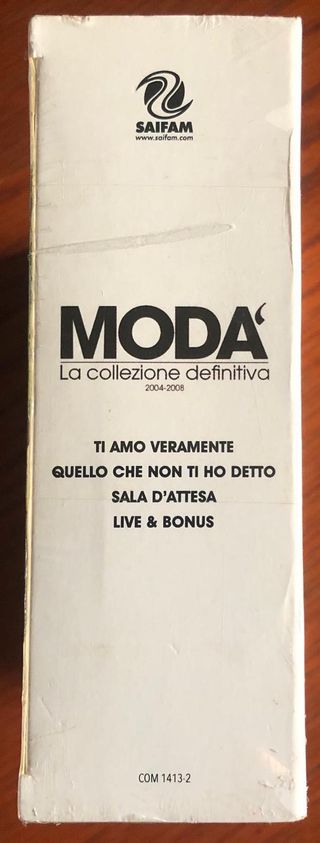 SAIFAM
www.saifam.com
MODA‘
La collezione definitiva
2004-2008
TI AMO VERAMENTE
QUELLO CHE NON TI HO DETTO
SALA D'ATTESA
LIVE & BONUS
COM 1413-2